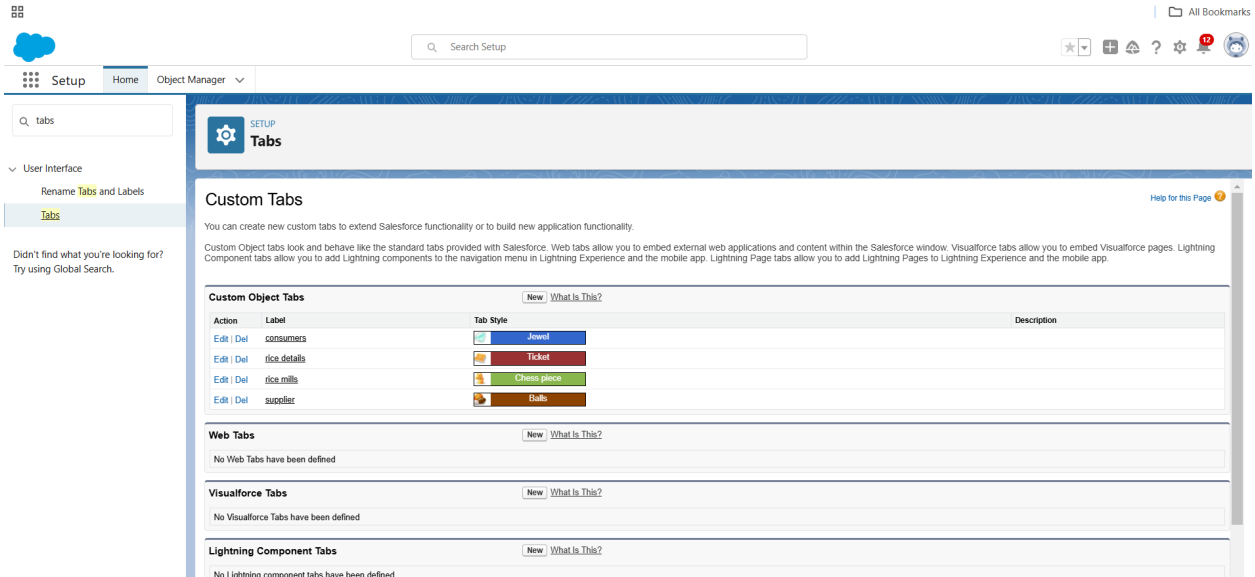 All Bookmarks
Search Setup
12
Setup Home Object Manager
tabs
SETUP
Tabs
User Interface
Rename Tabs and Labels
Tabs
Didn't find what you're looking for?
Try using Global Search.
Custom Tabs
Help for this Page
You can create new custom tabs to extend Salesforce functionality or to build new application functionality.
Custom Object tabs look and behave like the standard tabs provided with Salesforce. Web tabs allow you to embed external web applications and content within the Salesforce window. Visualforce tabs allow you to embed Visualforce pages. Lightning
Component tabs allow you to add Lightning components to the navigation menu in Lightning Experience and the mobile app. Lightning Page tabs allow you to add Lightning Pages to Lightning Experience and the mobile app.
Custom Object Tabs New What Is This?
Action Label Tab Style Description
Edit | Del consumers Jewel
Edit | Del rice details Ticket
Edit | Del rice mills Chess piece
Edit | Del supplier Balls
Web Tabs New What Is This?
No Web Tabs have been defined
Visualforce Tabs New What Is This?
No Visualforce Tabs have been defined
Lightning Component Tabs New What Is This?
No Lightning component tabs have been defined